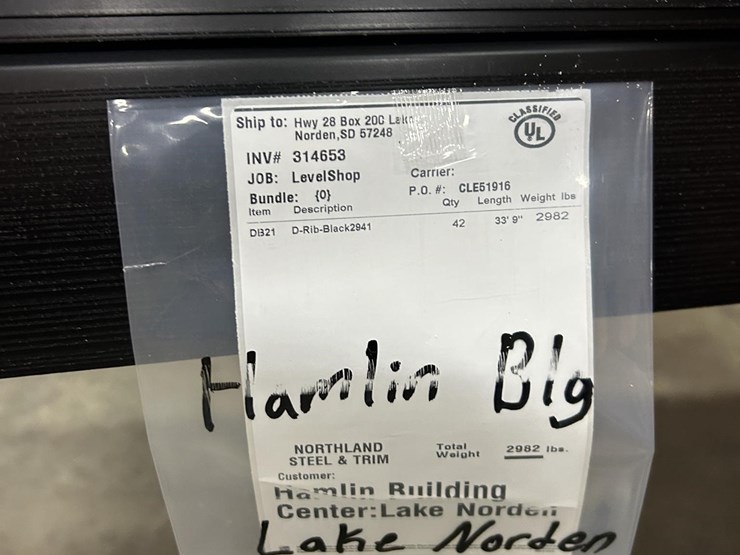 Ship to: Hwy 28 Box 20C Lake
Norden,SD 57248
CLASSIFIED
UL
INV# 314653
JOB: LevelShop
Carrier:
Bundle: {0}
P.O. #: CLE51916
Item Description Qty Length Weight lbs
DB21 D-Rib-Black2941 42 33' 9" 2982
Hamlin Blg
NORTHLAND
STEEL & TRIM
Total
Weight
2982 lbs.
Customer:
Hamlin Building
Center:Lake Norden
Lake Norden